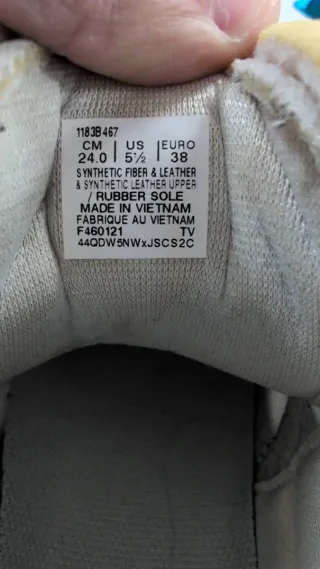 1183B467
CM | US | EURO
24.0 | 5½ | 38
SYNTHETIC FIBER & LEATHER
& SYNTHETIC LEATHER UPPER
/ RUBBER SOLE
MADE IN VIETNAM
FABRIQUE AU VIETNAM
F460121 TV
44QDW5NWxJSCS2C